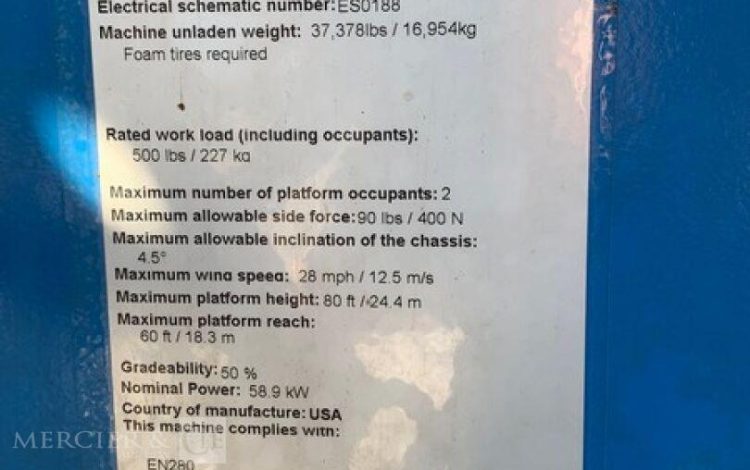 Electrical schematic number: ES0188
Machine unladen weight: 37,378lbs / 16,954kg
Foam tires required
Rated work load (including occupants):
500 lbs / 227 kg
Maximum number of platform occupants: 2
Maximum allowable side force: 90 lbs / 400 N
Maximum allowable inclination of the chassis:
4.5°
Maximum wind speed: 28 mph / 12.5 m/s
Maximum platform height: 80 ft / 24.4 m
Maximum platform reach:
60 ft / 18.3 m
Gradeability: 50 %
Nominal Power: 58.9 kW
Country of manufacture: USA
This machine complies with:
MERCIER &
EN280